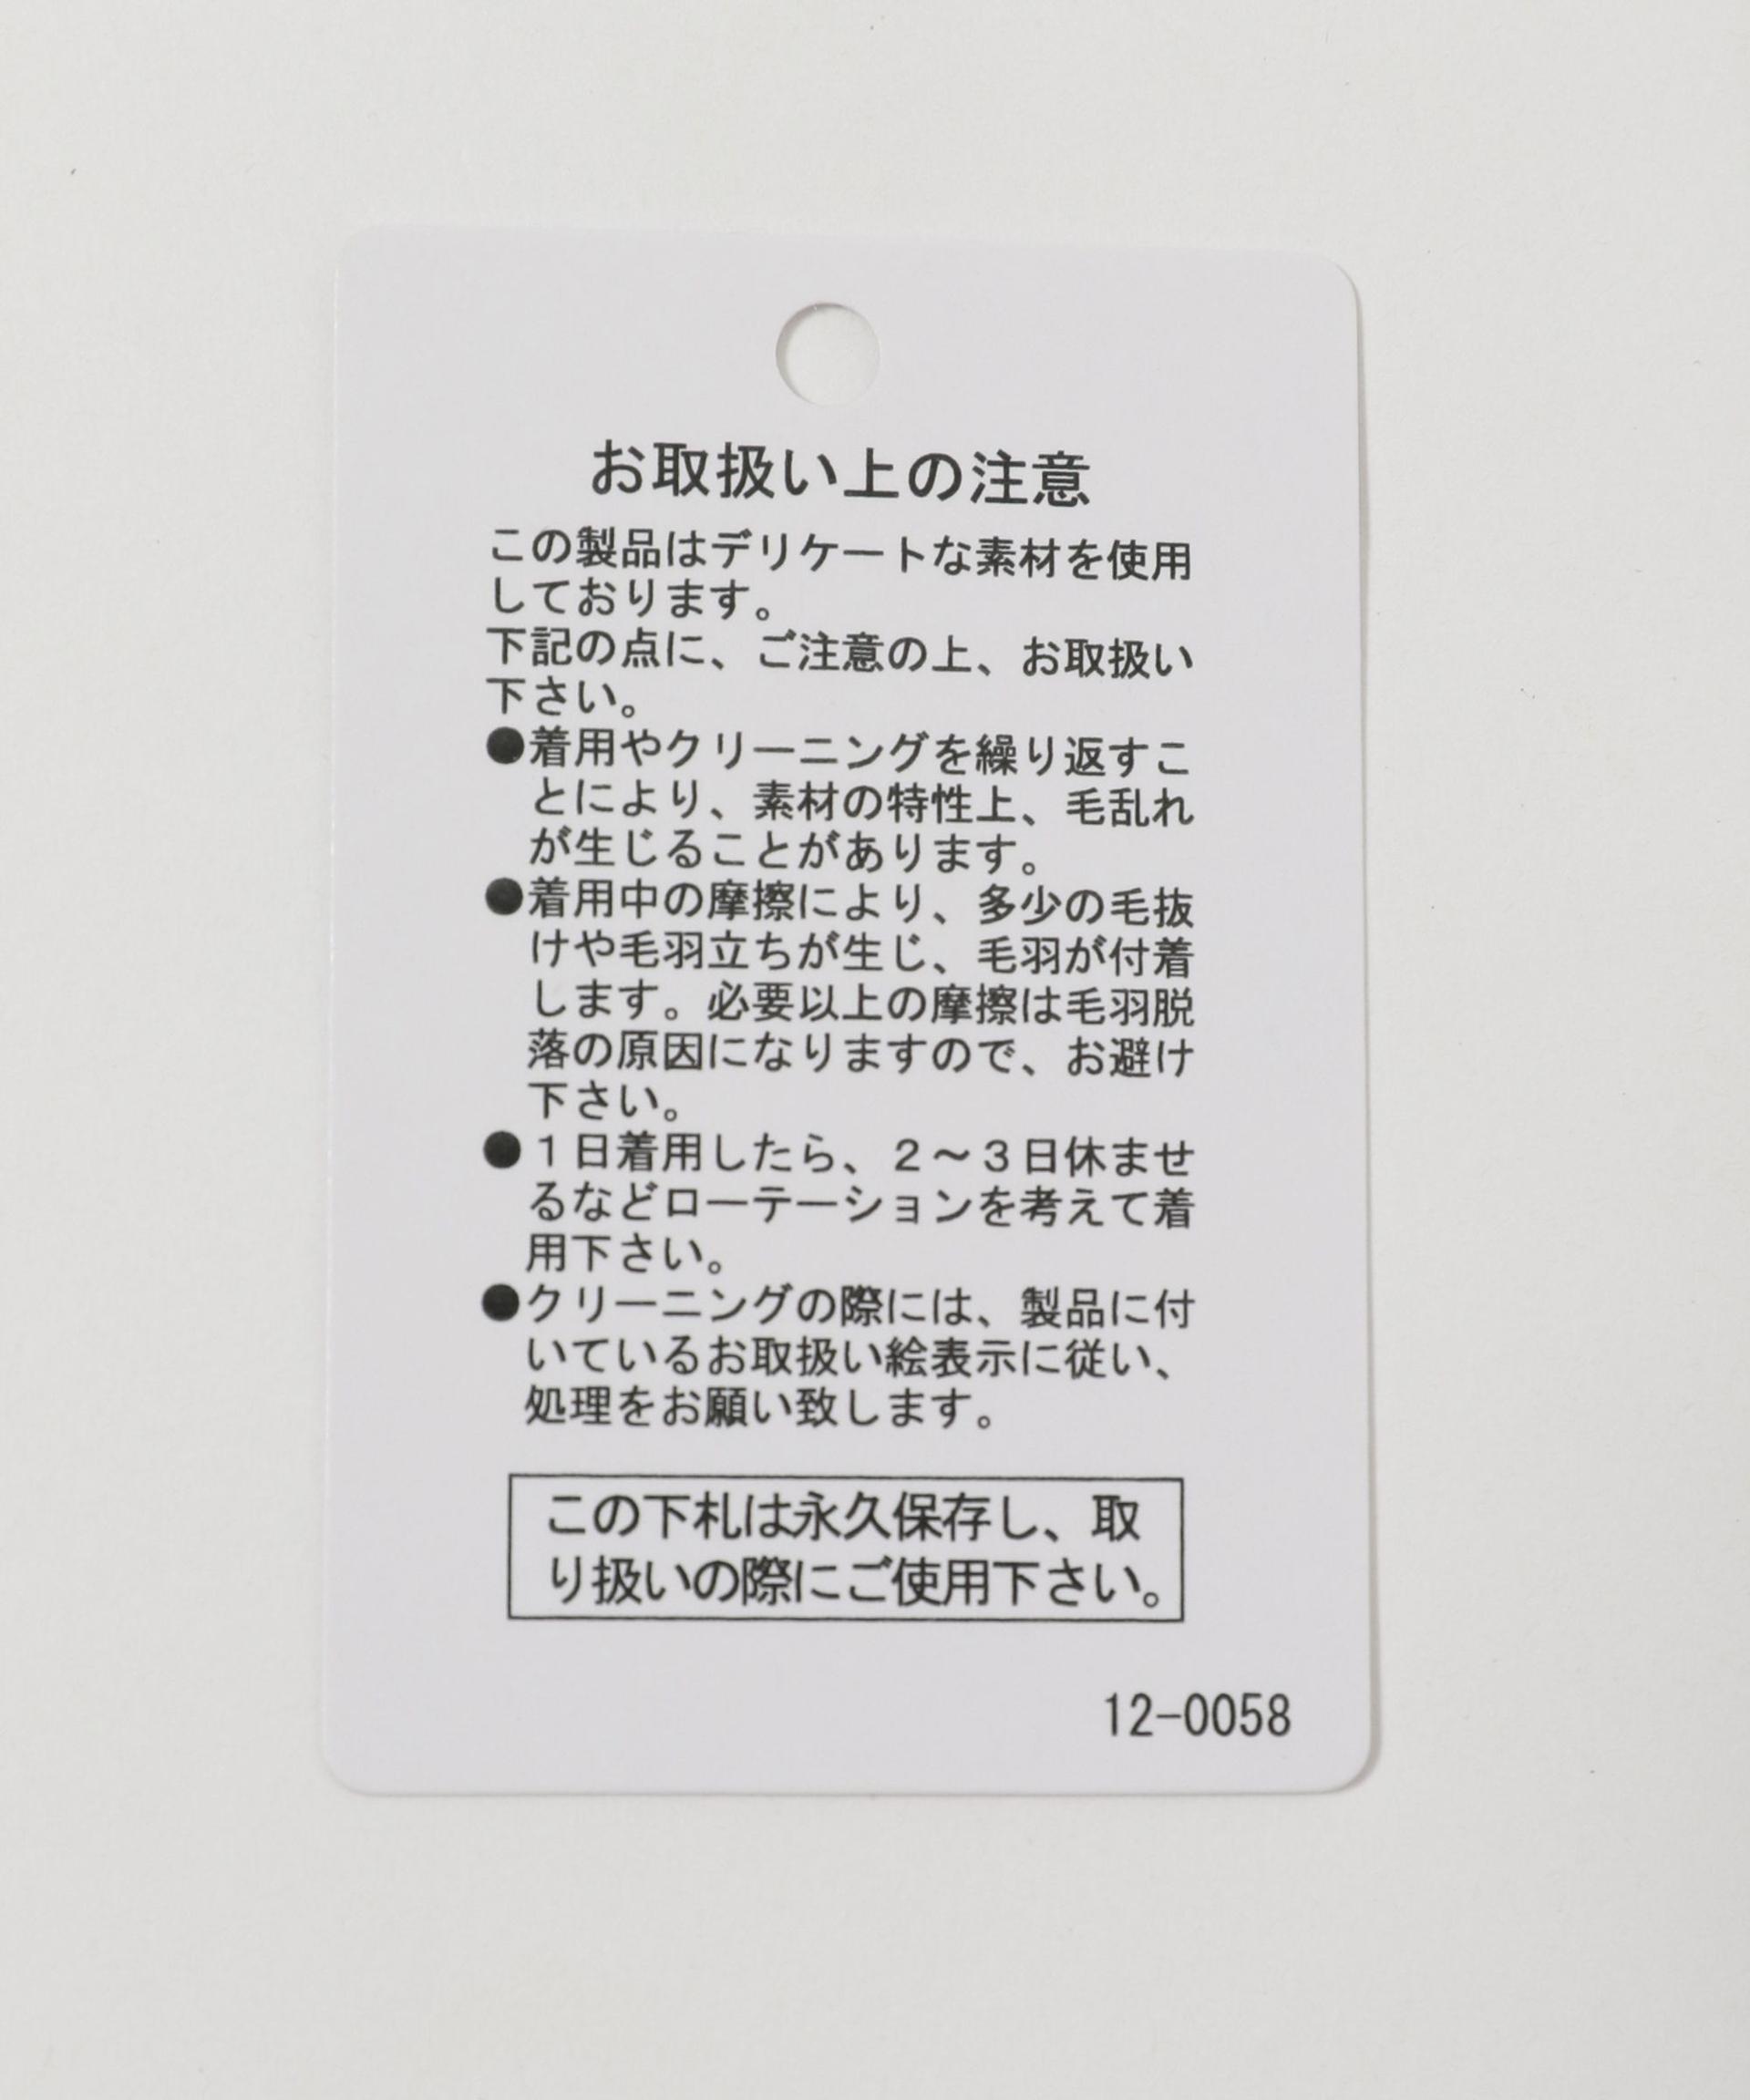 お取扱い上の注意
この製品はデリケートな素材を使用
しております。
下記の点に、ご注意の上、お取扱い
下さい。
●着用やクリーニングを繰り返すこ
とにより、素材の特性上、毛乱れ
が生じることがあります。
●着用中の摩擦により、多少の毛抜
けや毛羽立ちが生じ、毛羽が付着
します。必要以上の摩擦は毛羽脱
落の原因になりますので、お避け
下さい。
●１日着用したら、２～３日休ませ
るなどローテーションを考えて着
用下さい。
●クリーニングの際には、製品に付
いているお取扱い絵表示に従い、
処理をお願い致します。
この下札は永久保存し、取
り扱いの際にご使用下さい。
12-0058